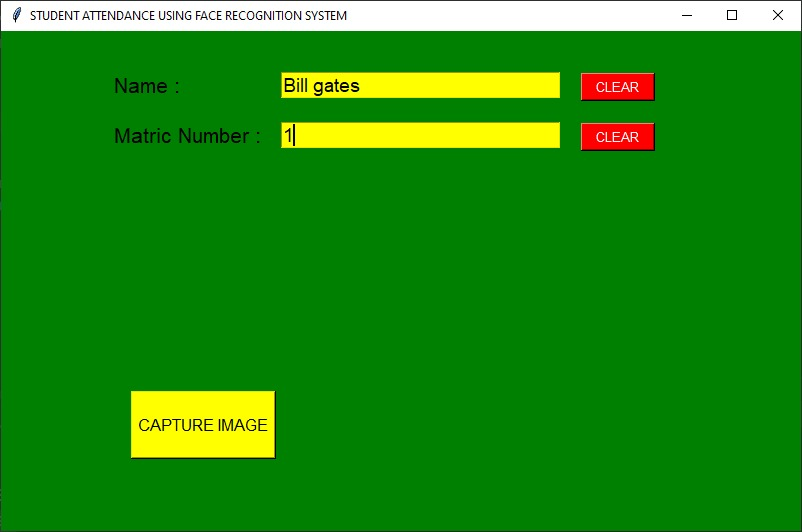 STUDENT ATTENDANCE USING FACE RECOGNITION SYSTEM
Name : Bill gates CLEAR
Matric Number : 1 CLEAR
CAPTURE IMAGE